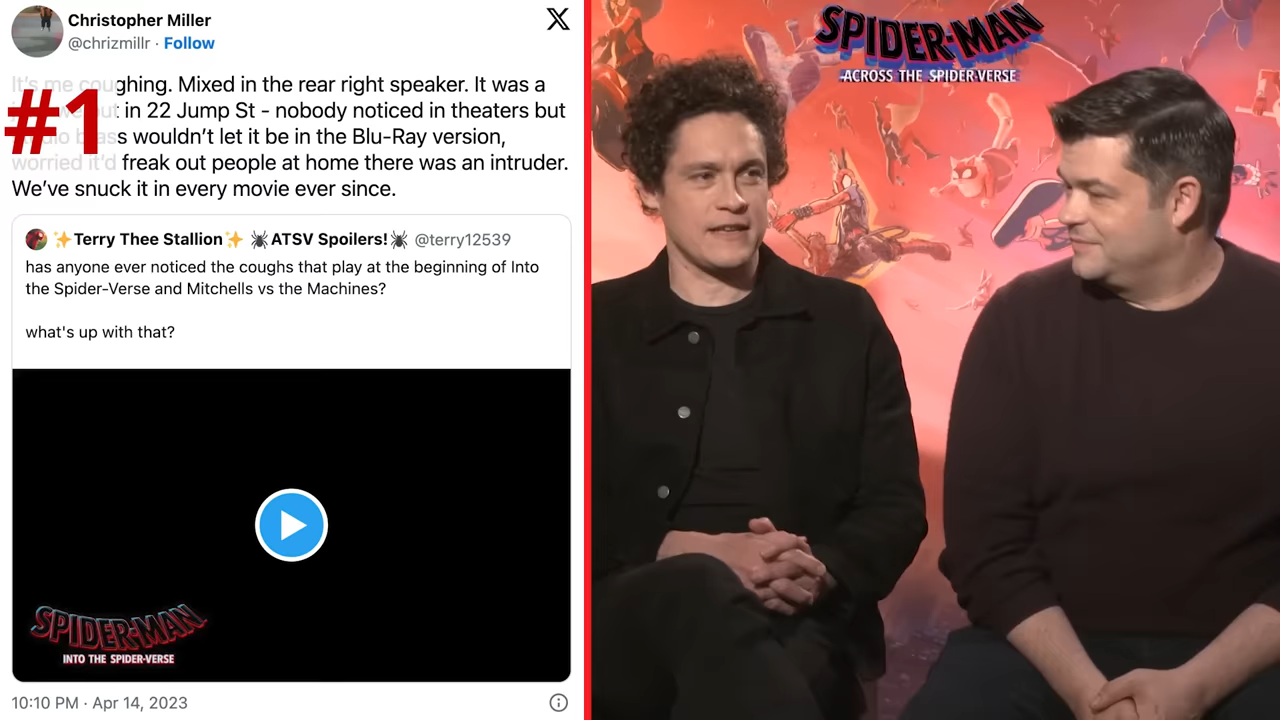 Christopher Miller
@chrizmillr · Follow
#1
It's me coughing. Mixed in the rear right speaker. It was a
in 22 Jump St - nobody noticed in theaters but
wouldn't let it be in the Blu-Ray version,
worried it'd freak out people at home there was an intruder.
We've snuck it in every movie ever since.
✨Terry Thee Stallion✨ 🕷ATSV Spoilers!🕷 @terry12539
has anyone ever noticed the coughs that play at the beginning of Into
the Spider-Verse and Mitchells vs the Machines?
what's up with that?
SPIDER-MAN
INTO THE SPIDER-VERSE
10:10 PM · Apr 14, 2023
SPIDER-MAN
ACROSS THE SPIDER-VERSE